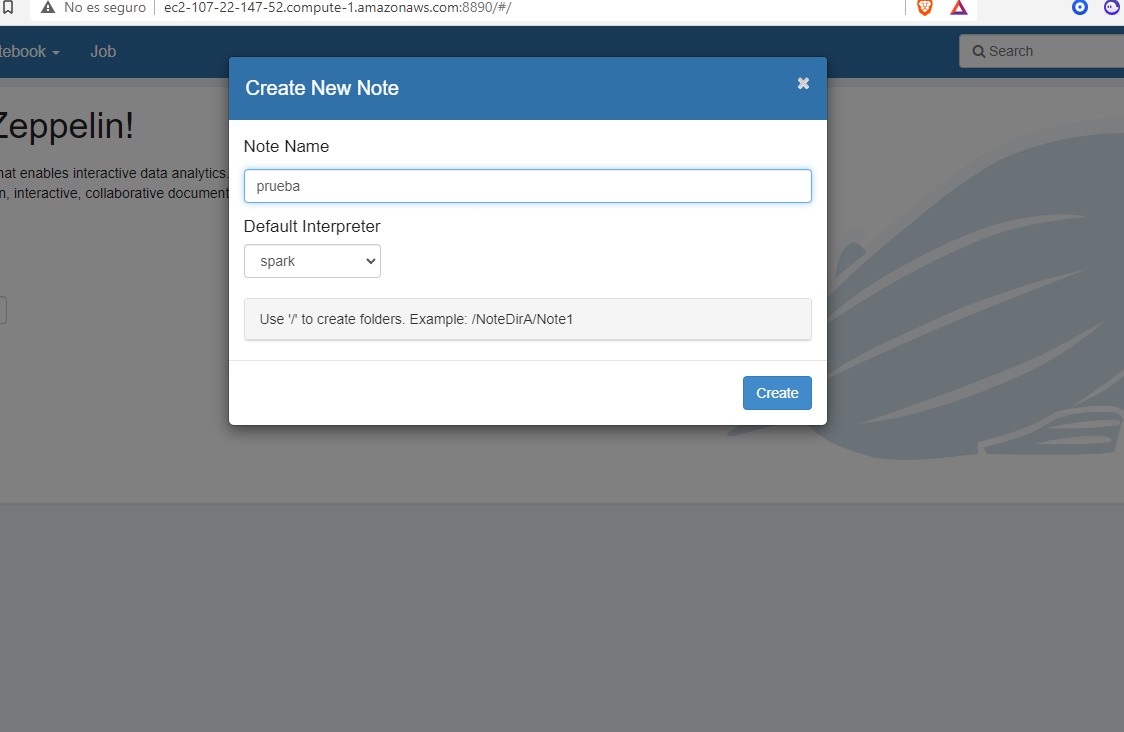 No es seguro ec2-107-22-147-52.compute-1.amazonaws.com:8890/#/
tebook Job Search
Create New Note
Zeppelin!
Note Name
hat enables interactive data analytics.
prueba
n, interactive, collaborative document
Default Interpreter
spark
Use '/' to create folders. Example: /NoteDirA/Note1
Create